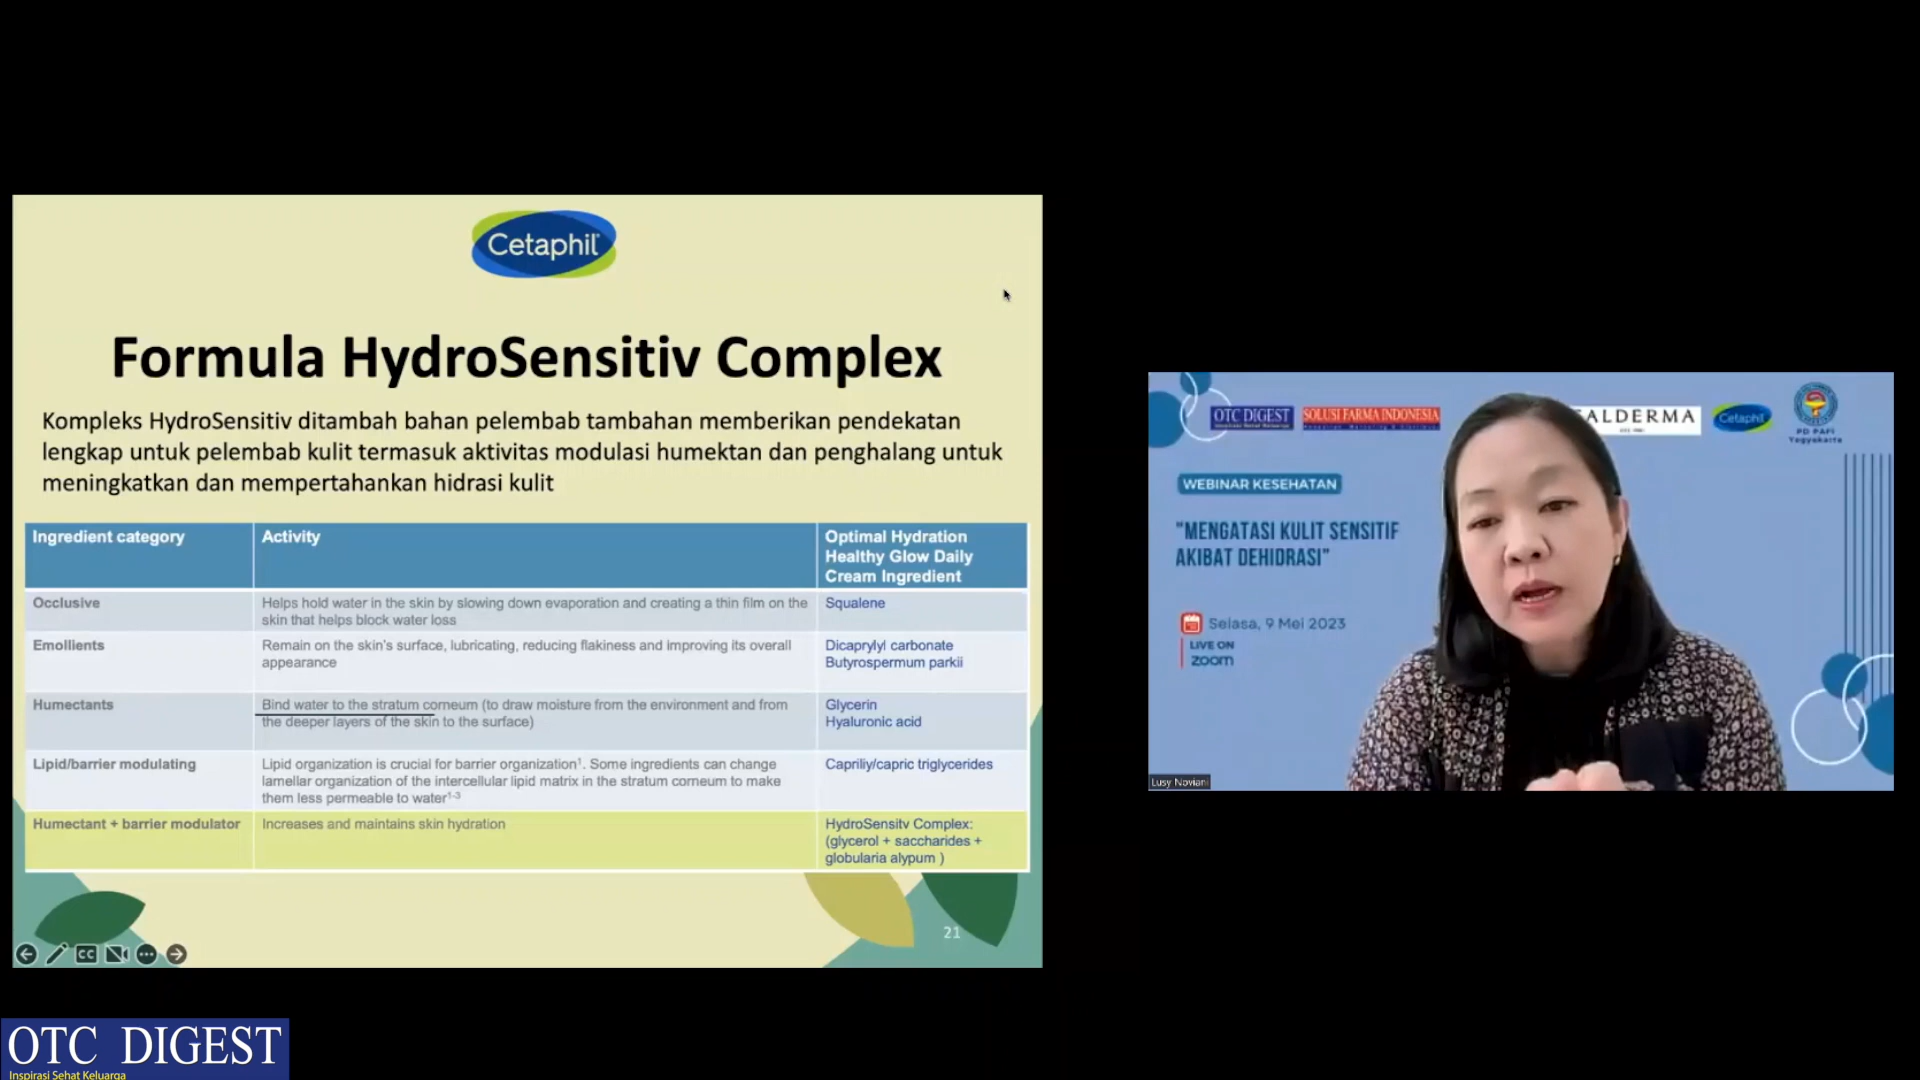 Cetaphil
Formula HydroSensitiv Complex
Kompleks HydroSensitiv ditambah bahan pelembab tambahan memberikan pendekatan
lengkap untuk pelembab kulit termasuk aktivitas modulasi humektan dan penghalang untuk
meningkatkan dan mempertahankan hidrasi kulit
Ingredient category
Activity
Optimal Hydration
Healthy Glow Daily
Cream Ingredient
Occlusive
Helps hold water in the skin by slowing down evaporation and creating a thin film on the
skin that helps block water loss
Squalene
Emollients
Remain on the skin's surface, lubricating, reducing flakiness and improving its overall
appearance
Dicaprylyl carbonate
Butyrospermum parkii
Humectants
Bind water to the stratum corneum (to draw moisture from the environment and from
the deeper layers of the skin to the surface)
Glycerin
Hyaluronic acid
Lipid/barrier modulating
Lipid organization is crucial for barrier organization¹. Some ingredients can change
lamellar organization of the intercellular lipid matrix in the stratum corneum to make
them less permeable to water¹⁻³
Capriliy/capric triglycerides
Humectant + barrier modulator
Increases and maintains skin hydration
HydroSensitv Complex:
(glycerol + saccharides +
globularia alypum )
21
CC
OTC DIGEST
SOLUSI FARMA INDONESIA
ALDERMA
Cetaphil
PD PAFI
Yogyakarta
WEBINAR KESEHATAN
"MENGATASI KULIT SENSITIF
AKIBAT DEHIDRASI"
Selasa, 9 Mei 2023
LIVE ON
zoom
Lusy Noviani
OTC DIGEST
Inspirasi Sehat Keluarga